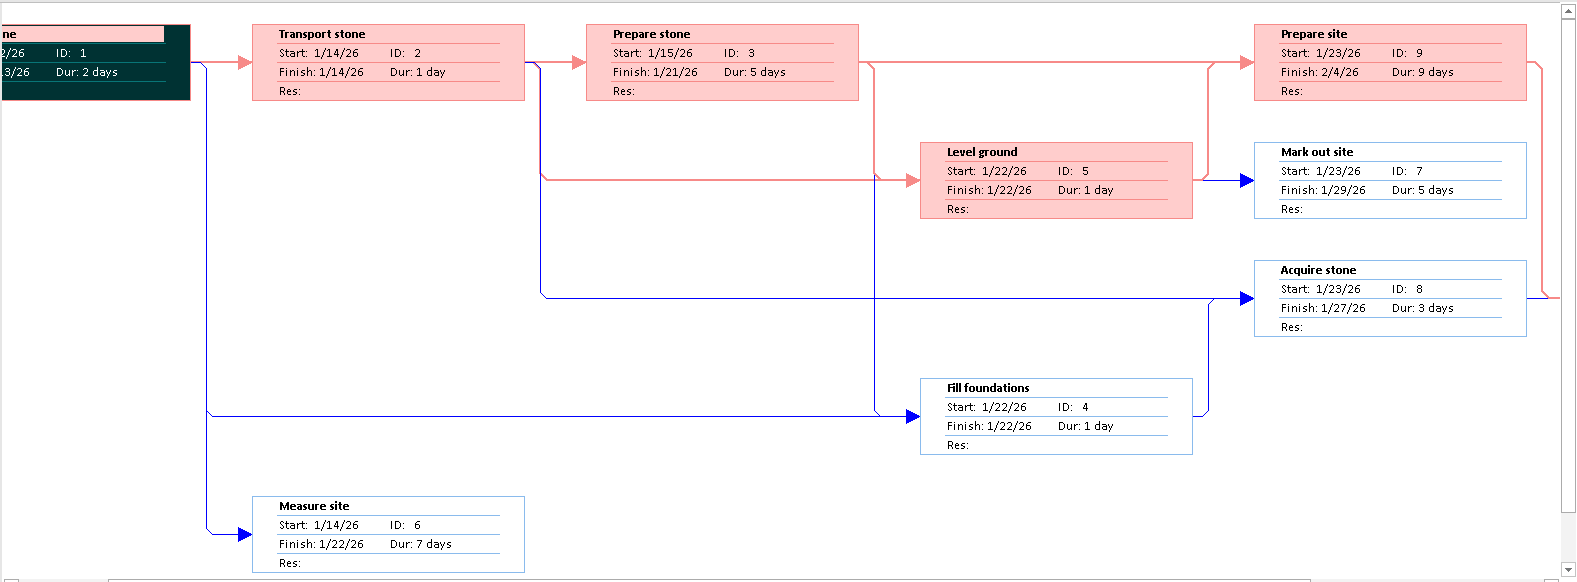 ne
2/26 ID: 1
13/26 Dur: 2 days
Transport stone
Start: 1/14/26 ID: 2
Finish: 1/14/26 Dur: 1 day
Res:
Prepare stone
Start: 1/15/26 ID: 3
Finish: 1/21/26 Dur: 5 days
Res:
Prepare site
Start: 1/23/26 ID: 9
Finish: 2/4/26 Dur: 9 days
Res:
Level ground
Start: 1/22/26 ID: 5
Finish: 1/22/26 Dur: 1 day
Res:
Mark out site
Start: 1/23/26 ID: 7
Finish: 1/29/26 Dur: 5 days
Res:
Acquire stone
Start: 1/23/26 ID: 8
Finish: 1/27/26 Dur: 3 days
Res:
Fill foundations
Start: 1/22/26 ID: 4
Finish: 1/22/26 Dur: 1 day
Res:
Measure site
Start: 1/14/26 ID: 6
Finish: 1/22/26 Dur: 7 days
Res: